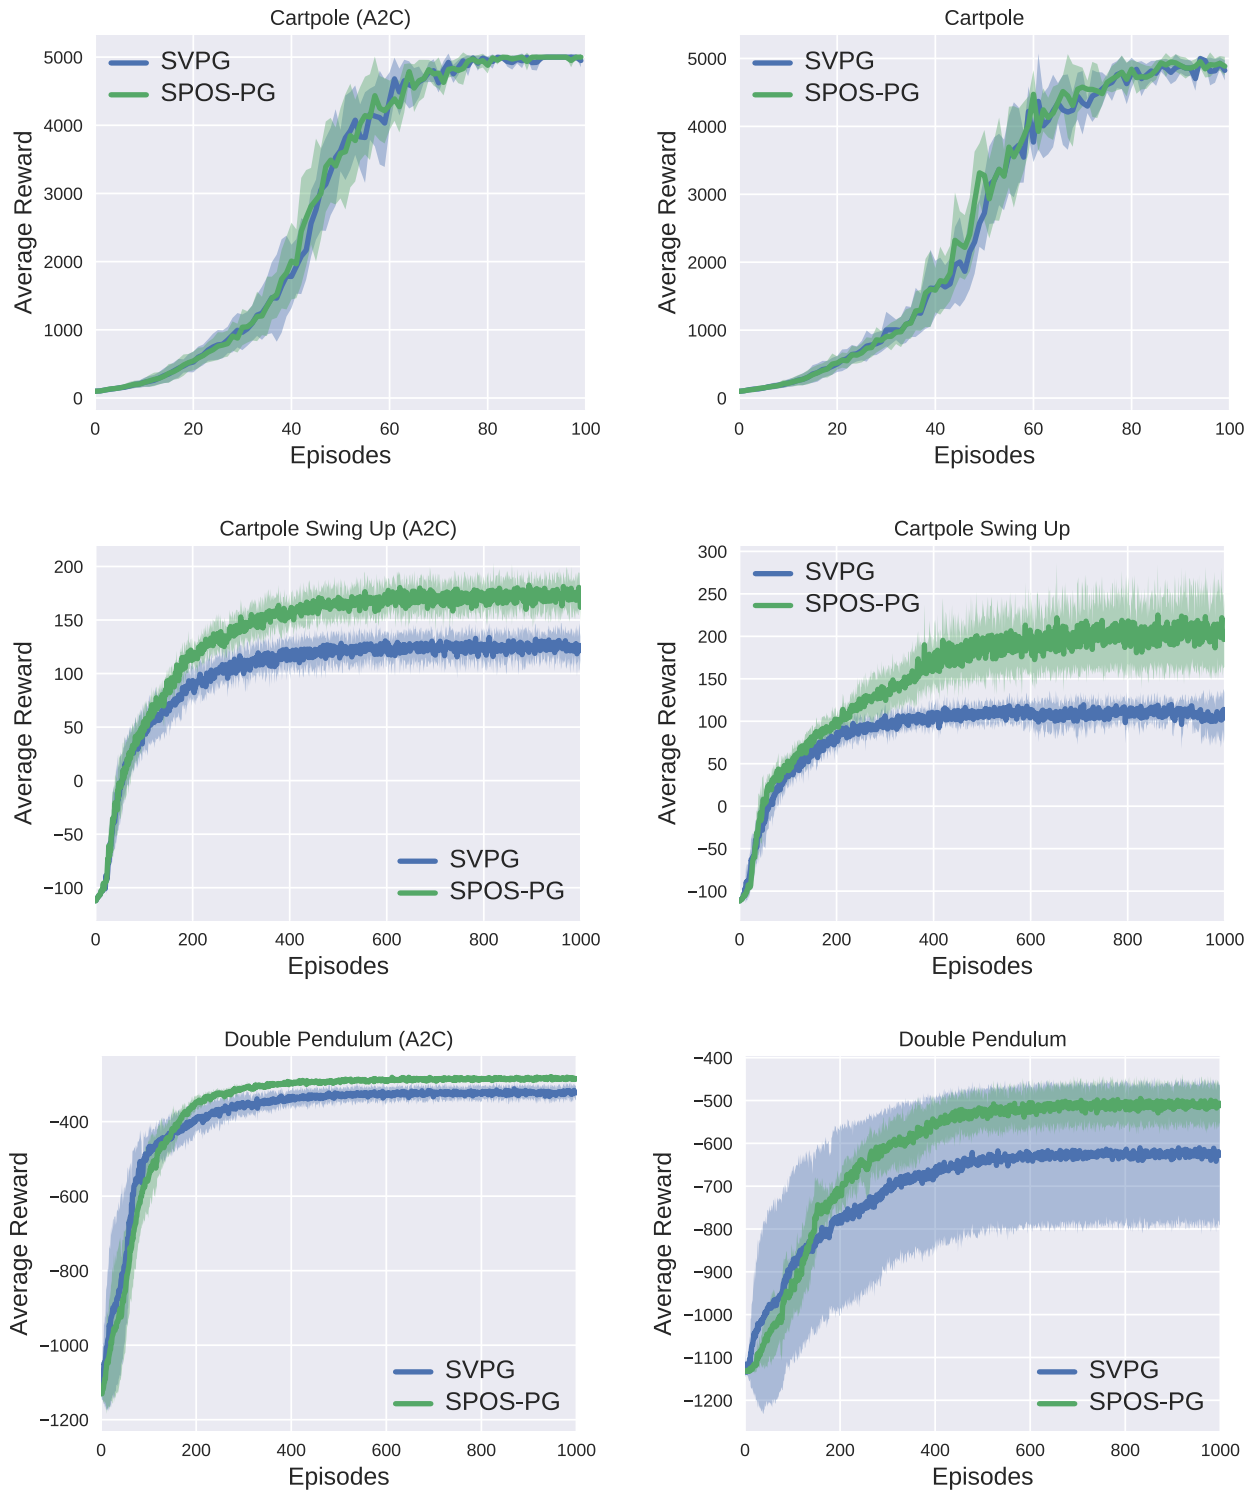 Cartpole (A2C)
5000
4000
3000
2000
1000
0
Average Reward
SVPG
SPOS-PG
0 20 40 60 80 100
Episodes
Cartpole
5000
4000
3000
2000
1000
0
Average Reward
SVPG
SPOS-PG
0 20 40 60 80 100
Episodes
Cartpole Swing Up (A2C)
200
150
100
50
0
−50
−100
Average Reward
SVPG
SPOS-PG
0 200 400 600 800 1000
Episodes
Cartpole Swing Up
300
250
200
150
100
50
0
−50
−100
Average Reward
SVPG
SPOS-PG
0 200 400 600 800 1000
Episodes
Double Pendulum (A2C)
−400
−600
−800
−1000
−1200
Average Reward
SVPG
SPOS-PG
0 200 400 600 800 1000
Episodes
Double Pendulum
−400
−500
−600
−700
−800
−900
−1000
−1100
−1200
Average Reward
SVPG
SPOS-PG
0 200 400 600 800 1000
Episodes